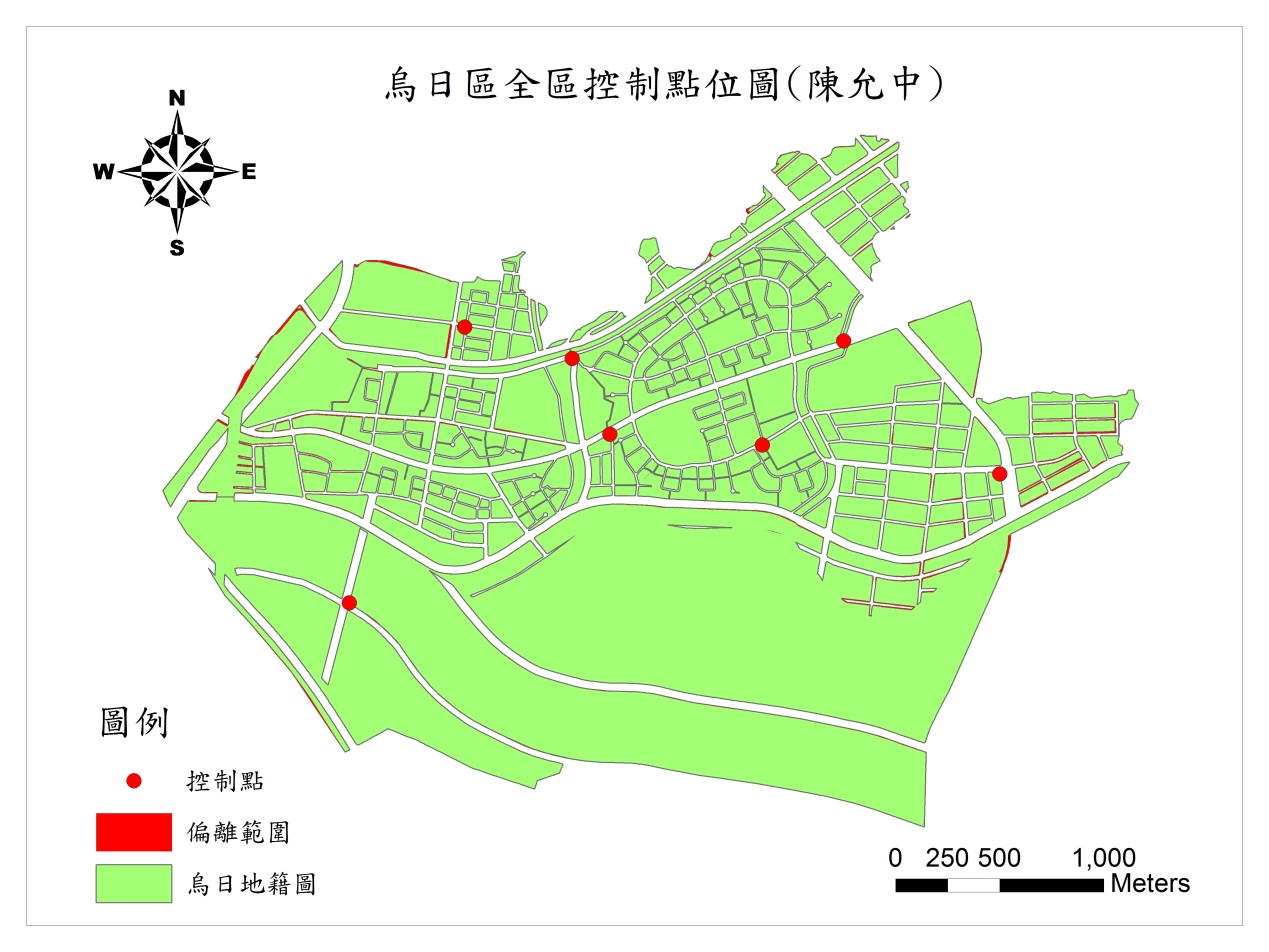 烏日區全區控制點位圖(陳允中)
N
W E
S
圖例
控制點
偏離範圍
烏日地籍圖
0 250 500 1,000
Meters